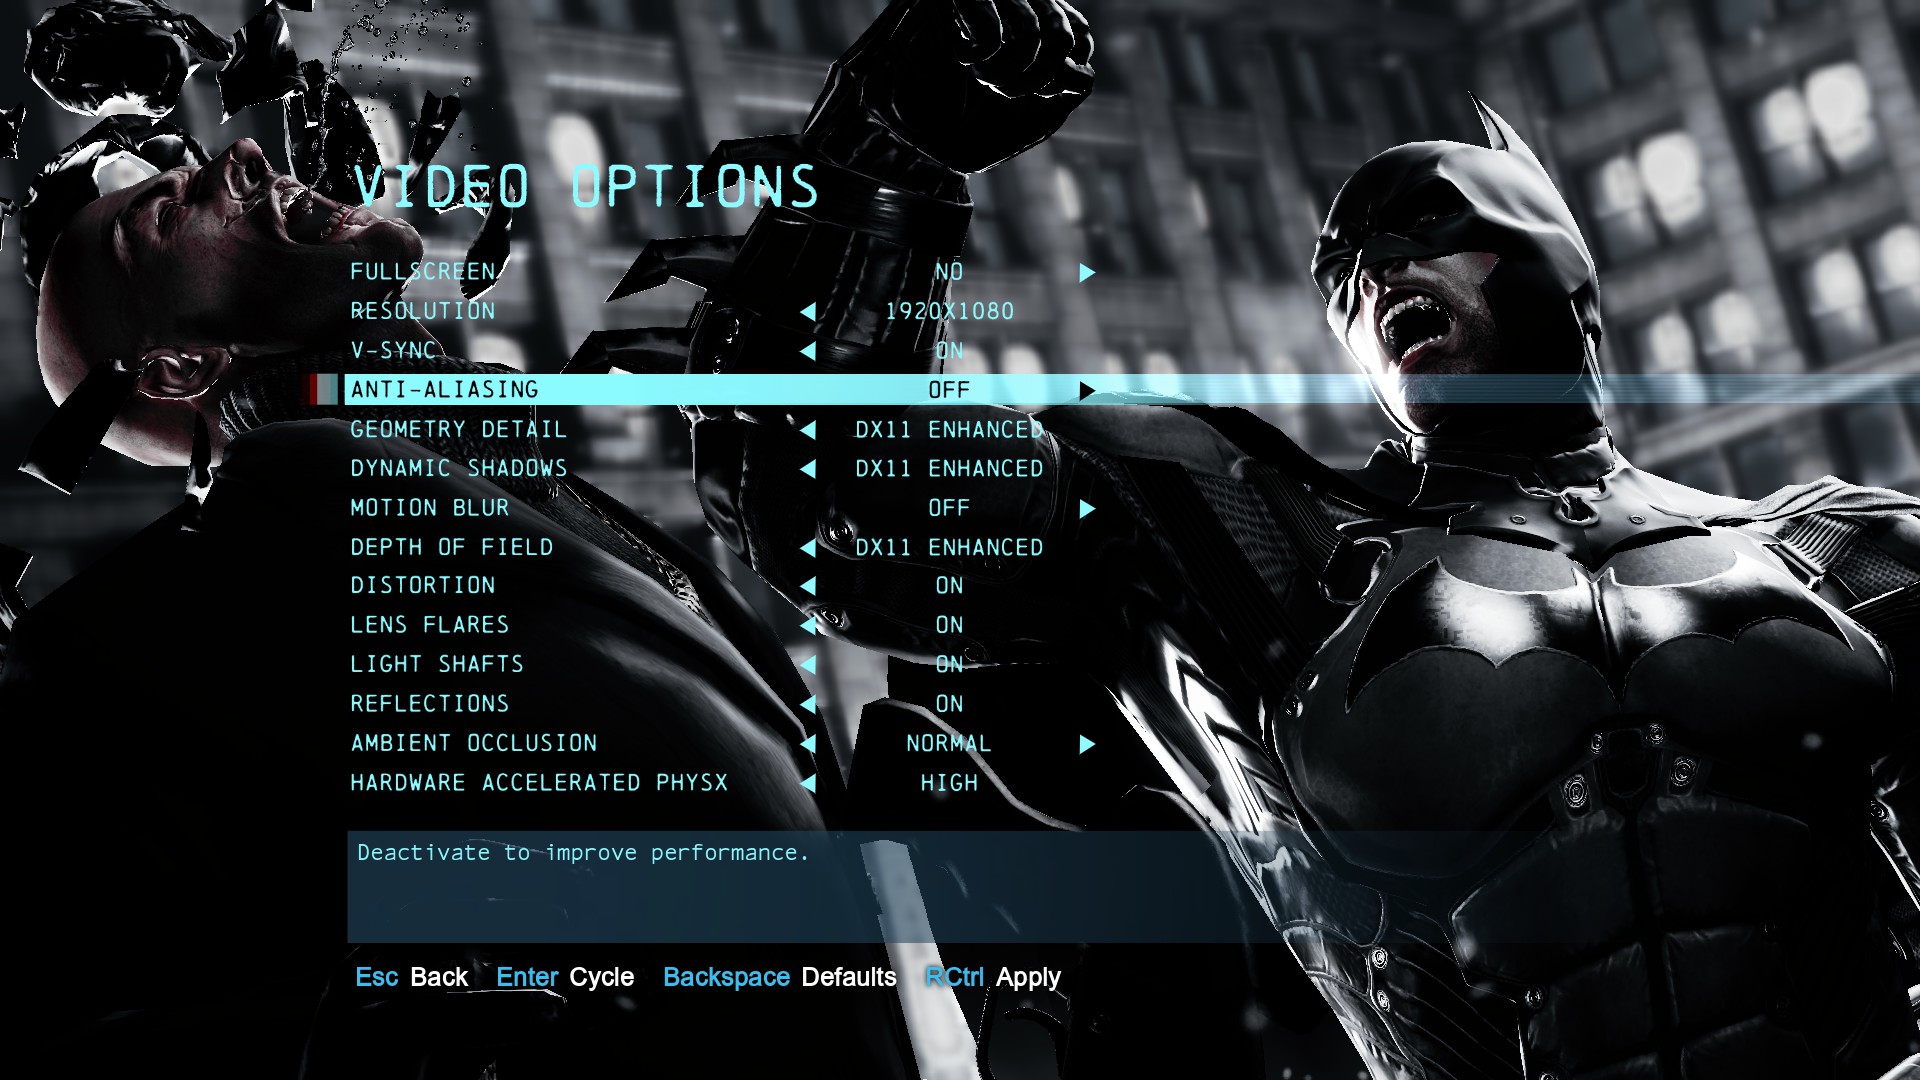 VIDEO OPTIONS
FULLSCREEN NO
RESOLUTION 1920X1080
V-SYNC ON
ANTI-ALIASING OFF
GEOMETRY DETAIL DX11 ENHANCED
DYNAMIC SHADOWS DX11 ENHANCED
MOTION BLUR OFF
DEPTH OF FIELD DX11 ENHANCED
DISTORTION ON
LENS FLARES ON
LIGHT SHAFTS ON
REFLECTIONS ON
AMBIENT OCCLUSION NORMAL
HARDWARE ACCELERATED PHYSX HIGH
Deactivate to improve performance.
Esc Back Enter Cycle Backspace Defaults RCtrl Apply